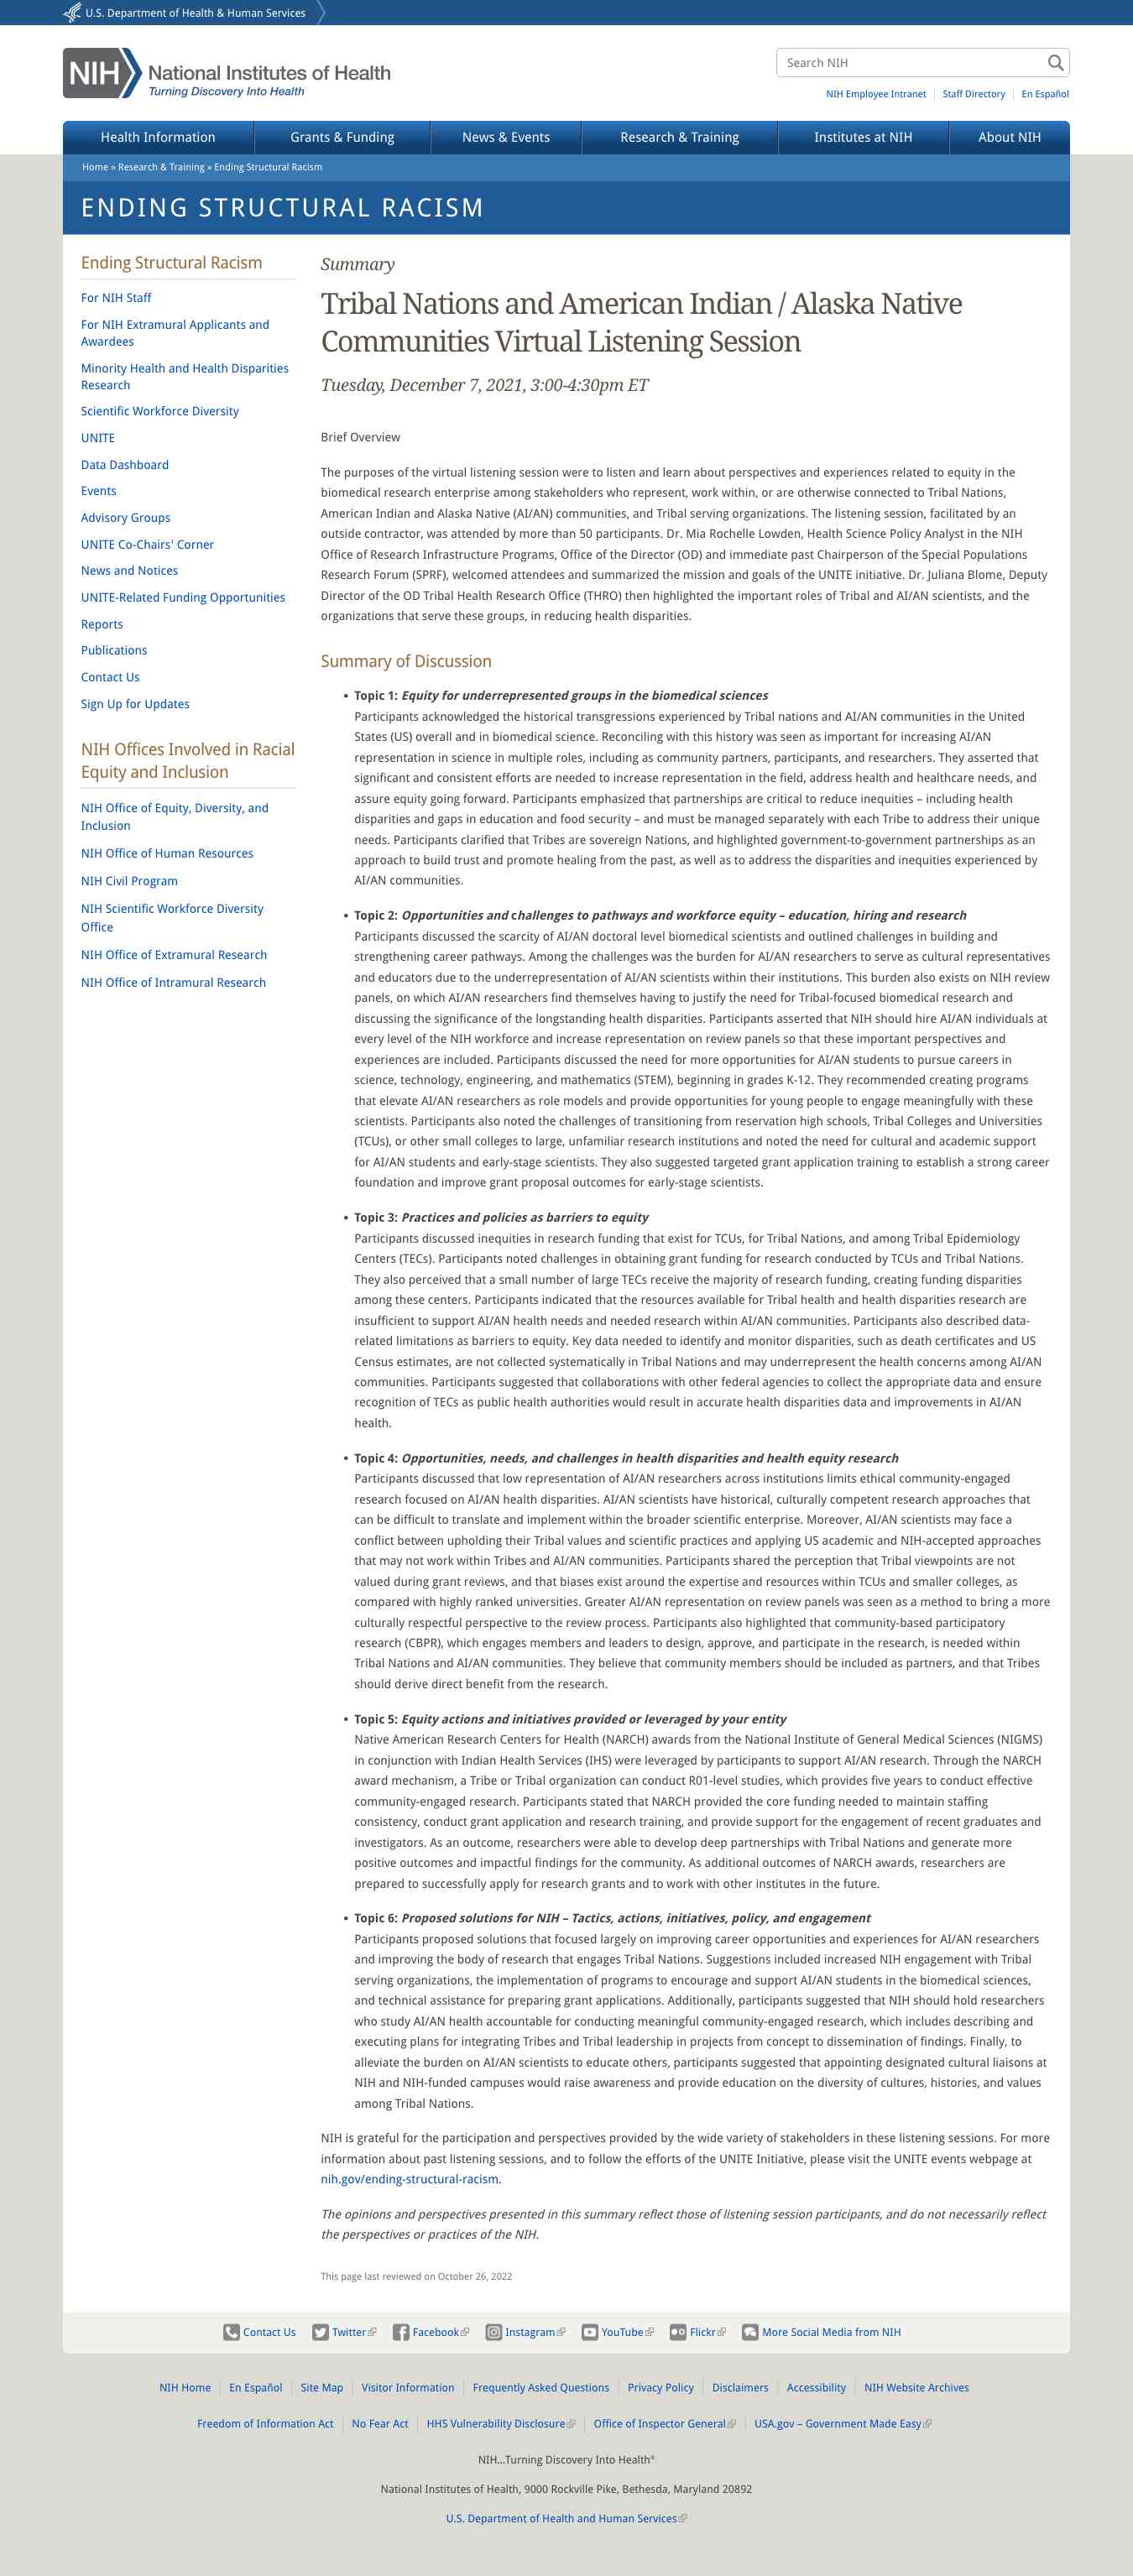 U.S. Department of Health & Human Services
NIH National Institutes of Health
Turning Discovery Into Health
Search NIH
NIH Employee Intranet
Staff Directory
En Español
Health Information
Grants & Funding
News & Events
Research & Training
Institutes at NIH
About NIH
Home » Research & Training » Ending Structural Racism
ENDING STRUCTURAL RACISM
Ending Structural Racism
For NIH Staff
For NIH Extramural Applicants and
Awardees
Minority Health and Health Disparities
Research
Scientific Workforce Diversity
UNITE
Data Dashboard
Events
Advisory Groups
UNITE Co-Chairs' Corner
News and Notices
UNITE-Related Funding Opportunities
Reports
Publications
Contact Us
Sign Up for Updates
NIH Offices Involved in Racial
Equity and Inclusion
NIH Office of Equity, Diversity, and
Inclusion
NIH Office of Human Resources
NIH Civil Program
NIH Scientific Workforce Diversity
Office
NIH Office of Extramural Research
NIH Office of Intramural Research
Summary
Tribal Nations and American Indian / Alaska Native
Communities Virtual Listening Session
Tuesday, December 7, 2021, 3:00-4:30pm ET
Brief Overview
The purposes of the virtual listening session were to listen and learn about perspectives and experiences related to equity in the
biomedical research enterprise among stakeholders who represent, work within, or are otherwise connected to Tribal Nations,
American Indian and Alaska Native (AI/AN) communities, and Tribal serving organizations. The listening session, facilitated by an
outside contractor, was attended by more than 50 participants. Dr. Mia Rochelle Lowden, Health Science Policy Analyst in the NIH
Office of Research Infrastructure Programs, Office of the Director (OD) and immediate past Chairperson of the Special Populations
Research Forum (SPRF), welcomed attendees and summarized the mission and goals of the UNITE initiative. Dr. Juliana Blome, Deputy
Director of the OD Tribal Health Research Office (THRO) then highlighted the important roles of Tribal and AI/AN scientists, and the
organizations that serve these groups, in reducing health disparities.
Summary of Discussion
▪ Topic 1: Equity for underrepresented groups in the biomedical sciences
Participants acknowledged the historical transgressions experienced by Tribal nations and AI/AN communities in the United
States (US) overall and in biomedical science. Reconciling with this history was seen as important for increasing AI/AN
representation in science in multiple roles, including as community partners, participants, and researchers. They asserted that
significant and consistent efforts are needed to increase representation in the field, address health and healthcare needs, and
assure equity going forward. Participants emphasized that partnerships are critical to reduce inequities – including health
disparities and gaps in education and food security – and must be managed separately with each Tribe to address their unique
needs. Participants clarified that Tribes are sovereign Nations, and highlighted government-to-government partnerships as an
approach to build trust and promote healing from the past, as well as to address the disparities and inequities experienced by
AI/AN communities.
▪ Topic 2: Opportunities and challenges to pathways and workforce equity – education, hiring and research
Participants discussed the scarcity of AI/AN doctoral level biomedical scientists and outlined challenges in building and
strengthening career pathways. Among the challenges was the burden for AI/AN researchers to serve as cultural representatives
and educators due to the underrepresentation of AI/AN scientists within their institutions. This burden also exists on NIH review
panels, on which AI/AN researchers find themselves having to justify the need for Tribal-focused biomedical research and
discussing the significance of the longstanding health disparities. Participants asserted that NIH should hire AI/AN individuals at
every level of the NIH workforce and increase representation on review panels so that these important perspectives and
experiences are included. Participants discussed the need for more opportunities for AI/AN students to pursue careers in
science, technology, engineering, and mathematics (STEM), beginning in grades K-12. They recommended creating programs
that elevate AI/AN researchers as role models and provide opportunities for young people to engage meaningfully with these
scientists. Participants also noted the challenges of transitioning from reservation high schools, Tribal Colleges and Universities
(TCUs), or other small colleges to large, unfamiliar research institutions and noted the need for cultural and academic support
for AI/AN students and early-stage scientists. They also suggested targeted grant application training to establish a strong career
foundation and improve grant proposal outcomes for early-stage scientists.
▪ Topic 3: Practices and policies as barriers to equity
Participants discussed inequities in research funding that exist for TCUs, for Tribal Nations, and among Tribal Epidemiology
Centers (TECs). Participants noted challenges in obtaining grant funding for research conducted by TCUs and Tribal Nations.
They also perceived that a small number of large TECs receive the majority of research funding, creating funding disparities
among these centers. Participants indicated that the resources available for Tribal health and health disparities research are
insufficient to support AI/AN health needs and needed research within AI/AN communities. Participants also described data-
related limitations as barriers to equity. Key data needed to identify and monitor disparities, such as death certificates and US
Census estimates, are not collected systematically in Tribal Nations and may underrepresent the health concerns among AI/AN
communities. Participants suggested that collaborations with other federal agencies to collect the appropriate data and ensure
recognition of TECs as public health authorities would result in accurate health disparities data and improvements in AI/AN
health.
▪ Topic 4: Opportunities, needs, and challenges in health disparities and health equity research
Participants discussed that low representation of AI/AN researchers across institutions limits ethical community-engaged
research focused on AI/AN health disparities. AI/AN scientists have historical, culturally competent research approaches that
can be difficult to translate and implement within the broader scientific enterprise. Moreover, AI/AN scientists may face a
conflict between upholding their Tribal values and scientific practices and applying US academic and NIH-accepted approaches
that may not work within Tribes and AI/AN communities. Participants shared the perception that Tribal viewpoints are not
valued during grant reviews, and that biases exist around the expertise and resources within TCUs and smaller colleges, as
compared with highly ranked universities. Greater AI/AN representation on review panels was seen as a method to bring a more
culturally respectful perspective to the review process. Participants also highlighted that community-based participatory
research (CBPR), which engages members and leaders to design, approve, and participate in the research, is needed within
Tribal Nations and AI/AN communities. They believe that community members should be included as partners, and that Tribes
should derive direct benefit from the research.
▪ Topic 5: Equity actions and initiatives provided or leveraged by your entity
Native American Research Centers for Health (NARCH) awards from the National Institute of General Medical Sciences (NIGMS)
in conjunction with Indian Health Services (IHS) were leveraged by participants to support AI/AN research. Through the NARCH
award mechanism, a Tribe or Tribal organization can conduct R01-level studies, which provides five years to conduct effective
community-engaged research. Participants stated that NARCH provided the core funding needed to maintain staffing
consistency, conduct grant application and research training, and provide support for the engagement of recent graduates and
investigators. As an outcome, researchers were able to develop deep partnerships with Tribal Nations and generate more
positive outcomes and impactful findings for the community. As additional outcomes of NARCH awards, researchers are
prepared to successfully apply for research grants and to work with other institutes in the future.
▪ Topic 6: Proposed solutions for NIH – Tactics, actions, initiatives, policy, and engagement
Participants proposed solutions that focused largely on improving career opportunities and experiences for AI/AN researchers
and improving the body of research that engages Tribal Nations. Suggestions included increased NIH engagement with Tribal
serving organizations, the implementation of programs to encourage and support AI/AN students in the biomedical sciences,
and technical assistance for preparing grant applications. Additionally, participants suggested that NIH should hold researchers
who study AI/AN health accountable for conducting meaningful community-engaged research, which includes describing and
executing plans for integrating Tribes and Tribal leadership in projects from concept to dissemination of findings. Finally, to
alleviate the burden on AI/AN scientists to educate others, participants suggested that appointing designated cultural liaisons at
NIH and NIH-funded campuses would raise awareness and provide education on the diversity of cultures, histories, and values
among Tribal Nations.
NIH is grateful for the participation and perspectives provided by the wide variety of stakeholders in these listening sessions. For more
information about past listening sessions, and to follow the efforts of the UNITE Initiative, please visit the UNITE events webpage at
nih.gov/ending-structural-racism.
The opinions and perspectives presented in this summary reflect those of listening session participants, and do not necessarily reflect
the perspectives or practices of the NIH.
This page last reviewed on October 26, 2022
Contact Us
Twitter
Facebook
Instagram
YouTube
Flickr
More Social Media from NIH
NIH Home
En Español
Site Map
Visitor Information
Frequently Asked Questions
Privacy Policy
Disclaimers
Accessibility
NIH Website Archives
Freedom of Information Act
No Fear Act
HHS Vulnerability Disclosure
Office of Inspector General
USA.gov – Government Made Easy
NIH…Turning Discovery Into Health®
National Institutes of Health, 9000 Rockville Pike, Bethesda, Maryland 20892
U.S. Department of Health and Human Services